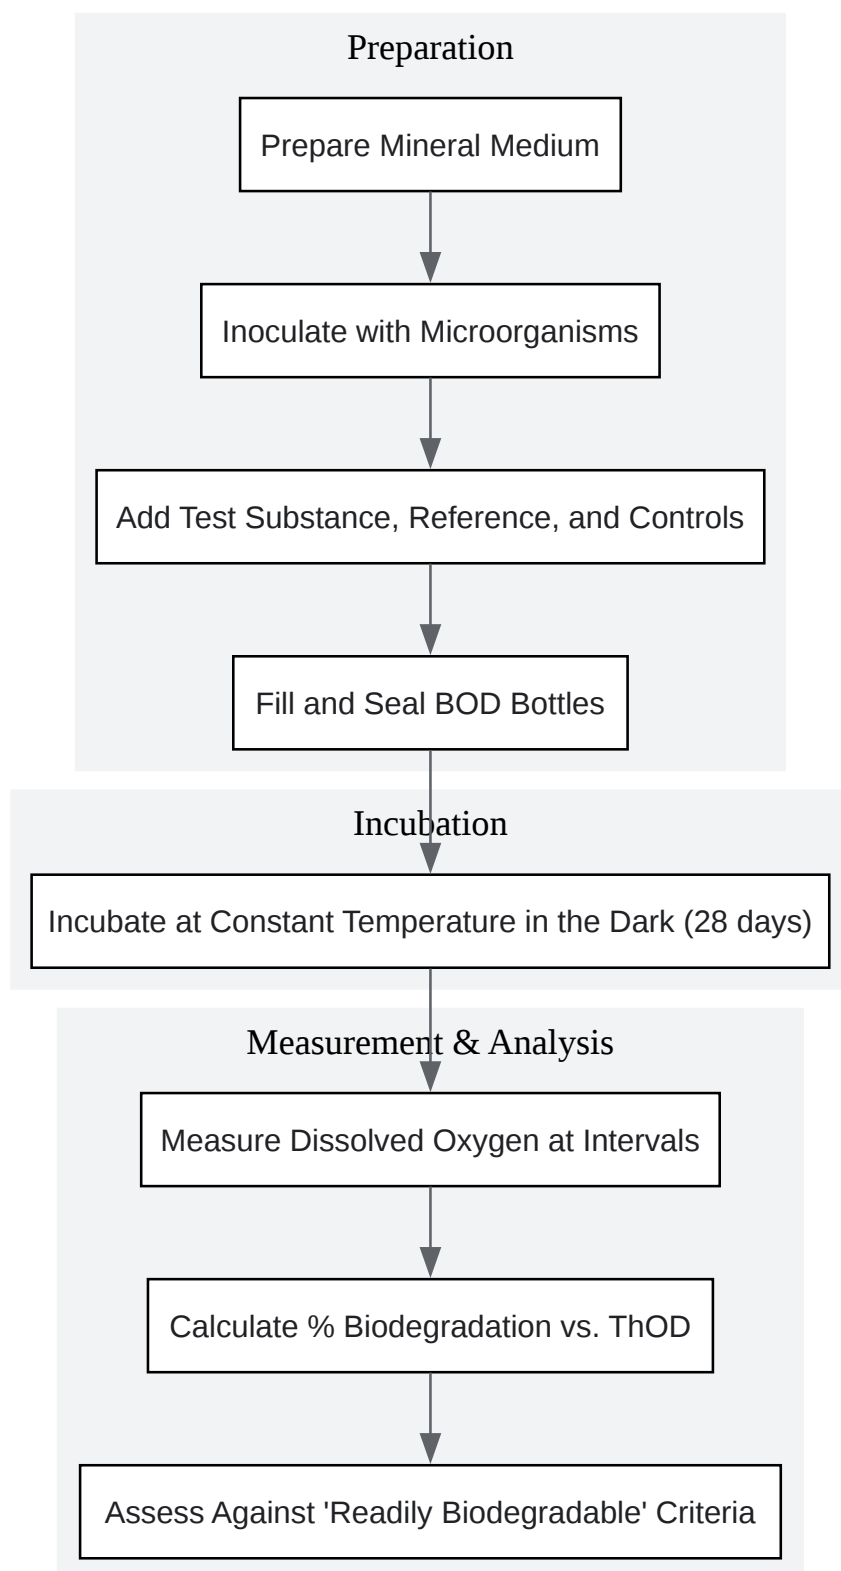 Preparation
Prepare Mineral Medium
Inoculate with Microorganisms
Add Test Substance, Reference, and Controls
Fill and Seal BOD Bottles
Incubation
Incubate at Constant Temperature in the Dark (28 days)
Measurement & Analysis
Measure Dissolved Oxygen at Intervals
Calculate % Biodegradation vs. ThOD
Assess Against 'Readily Biodegradable' Criteria